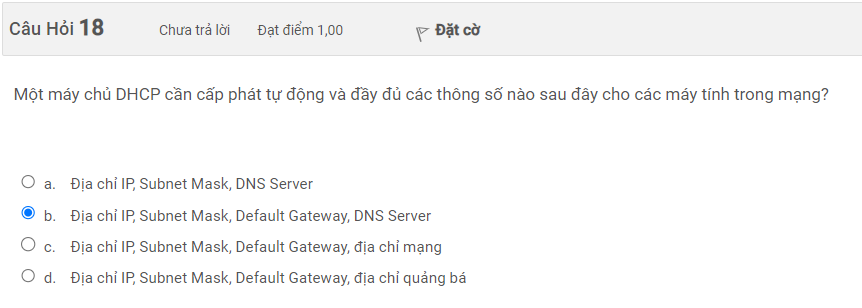 Câu Hỏi 18 Chưa trả lời Đạt điểm 1,00 Đặt cờ
Một máy chủ DHCP cần cấp phát tự động và đầy đủ các thông số nào sau đây cho các máy tính trong mạng?
a. Địa chỉ IP, Subnet Mask, DNS Server
b. Địa chỉ IP, Subnet Mask, Default Gateway, DNS Server
c. Địa chỉ IP, Subnet Mask, Default Gateway, địa chỉ mạng
d. Địa chỉ IP, Subnet Mask, Default Gateway, địa chỉ quảng bá